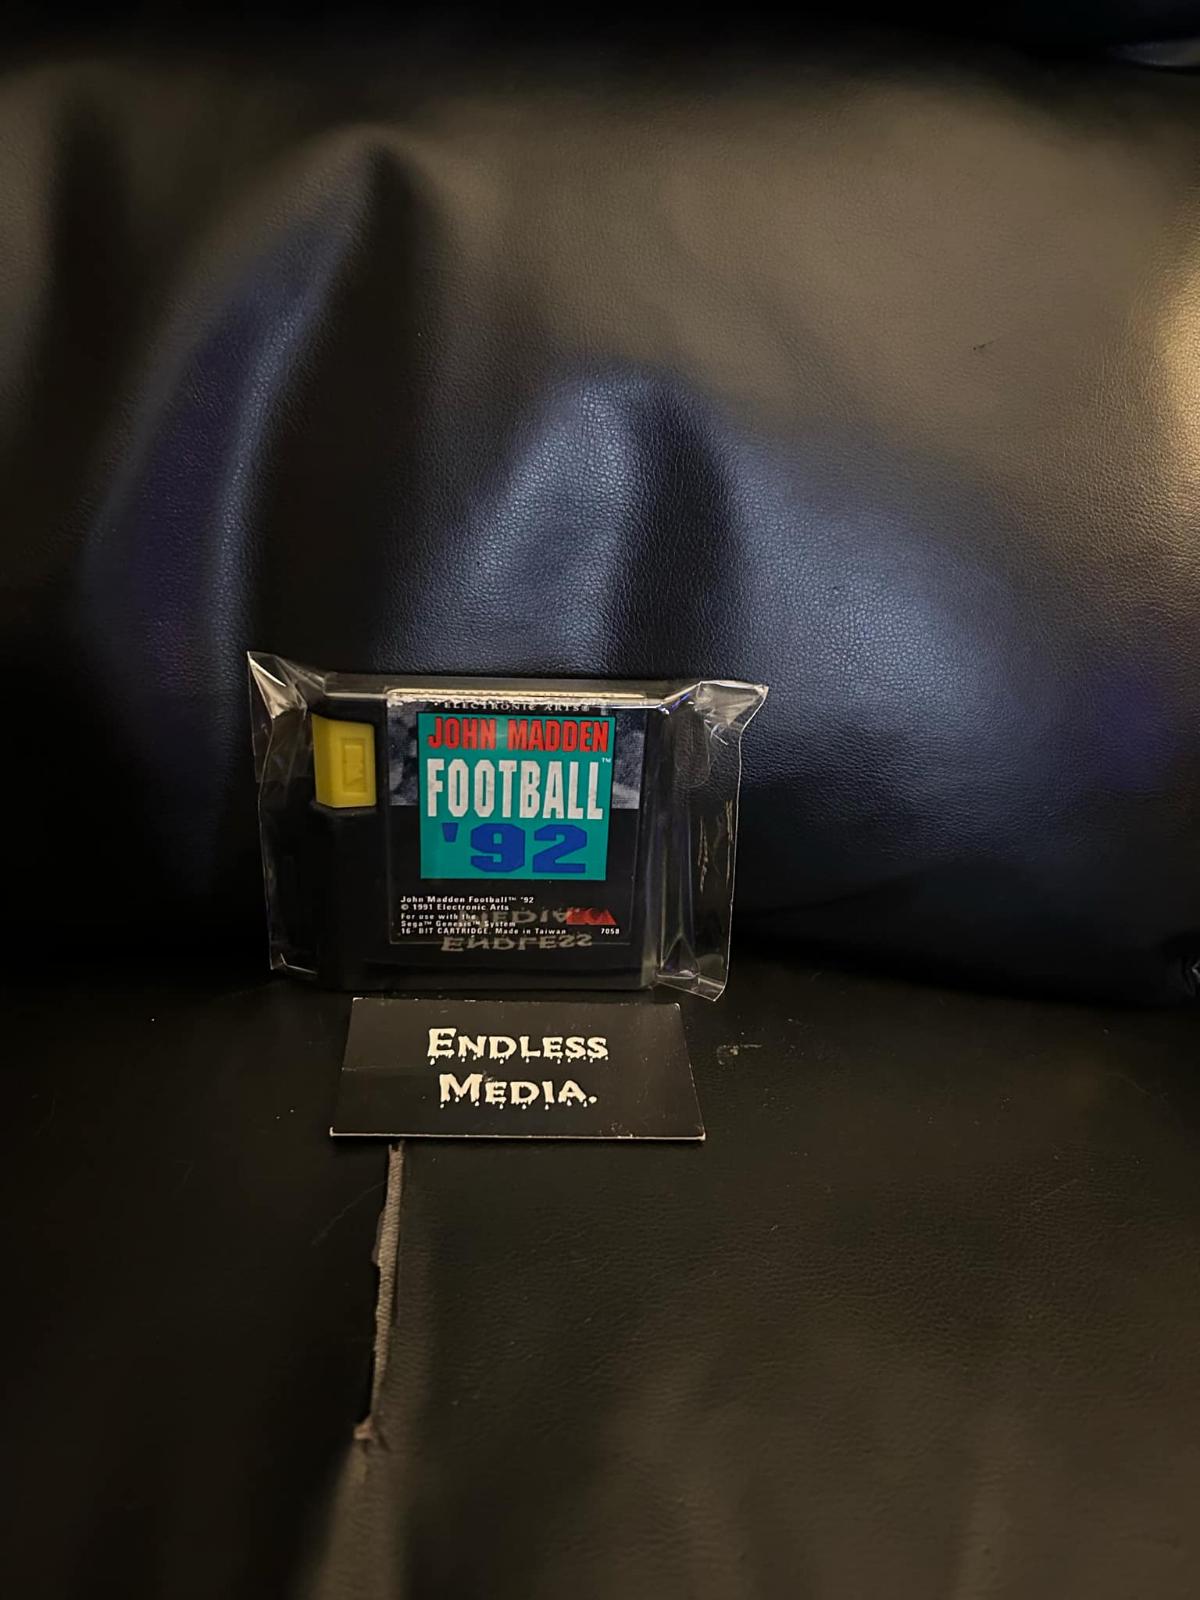 ELECTRONIC ARTS®
JOHN MADDEN
FOOTBALL™
'92
John Madden Football™ '92
© 1991 Electronic Arts
For use with the
Sega™ Genesis™ System
16-BIT CARTRIDGE. Made in Taiwan
7058
ENDLESS
MEDIA.